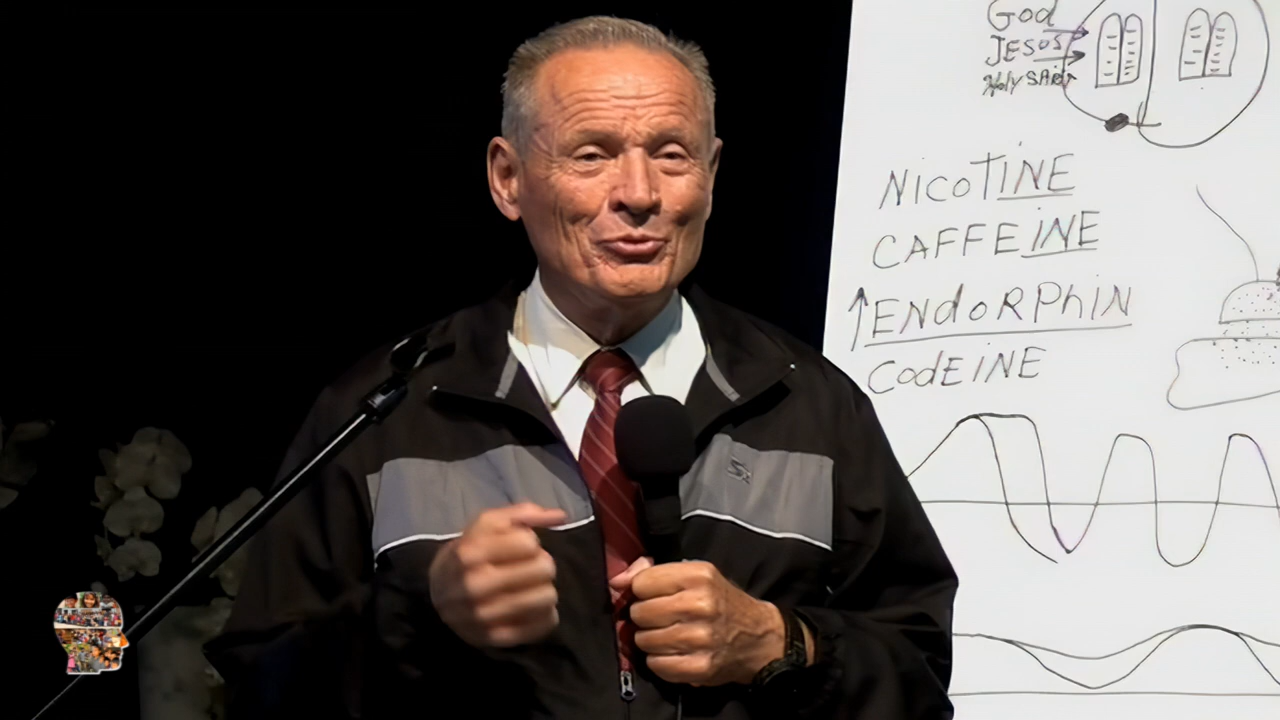 God
JESUS
Holy SPiRiT
NicoTINE
CAFFEINE
↑ENdoRPhiN
CodEiNE